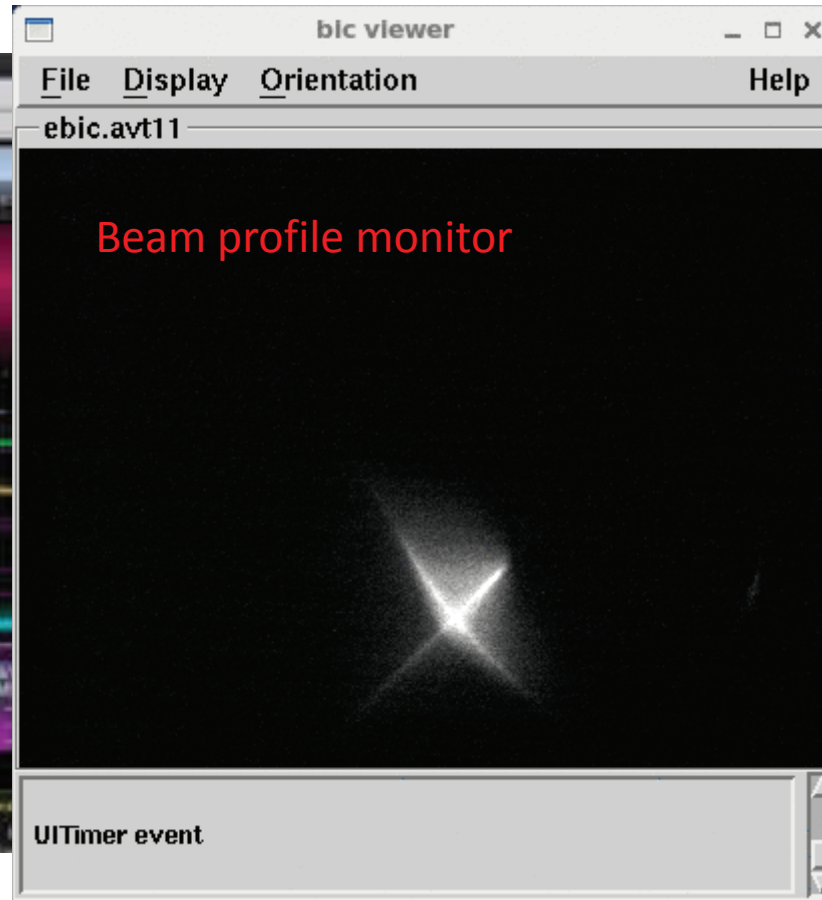 bic viewer
File Display Orientation Help
ebic.avt11
Beam profile monitor
UITimer event